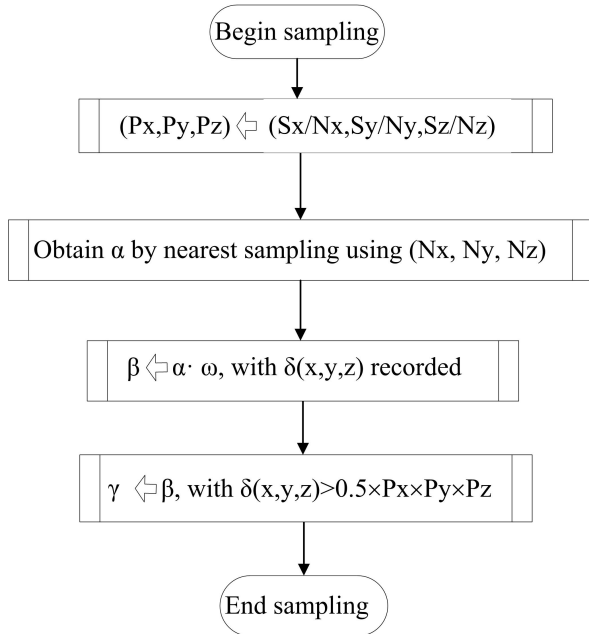 Begin sampling
(Px,Py,Pz) ⇦ (Sx/Nx,Sy/Ny,Sz/Nz)
Obtain α by nearest sampling using (Nx, Ny, Nz)
β ⇦ α· ω, with δ(x,y,z) recorded
γ ⇦ β, with δ(x,y,z)>0.5×Px×Py×Pz
End sampling